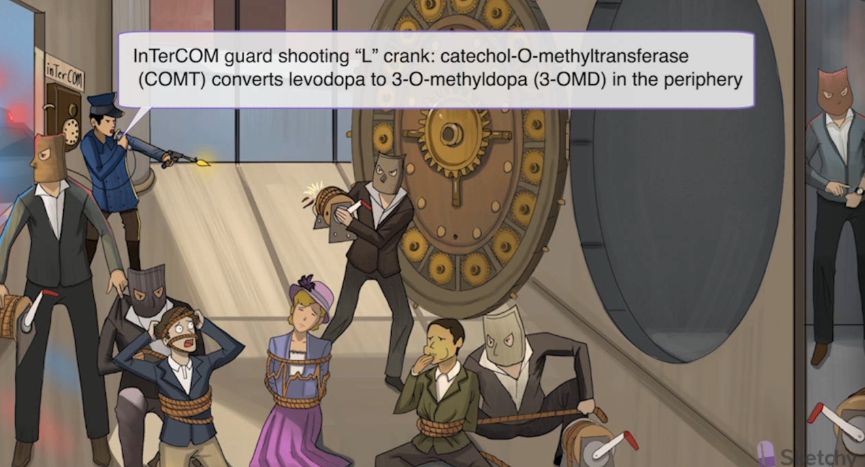 InTerCOM guard shooting "L" crank: catechol-O-methyltransferase
(COMT) converts levodopa to 3-O-methyldopa (3-OMD) in the periphery
inTerCOM
Sketchy